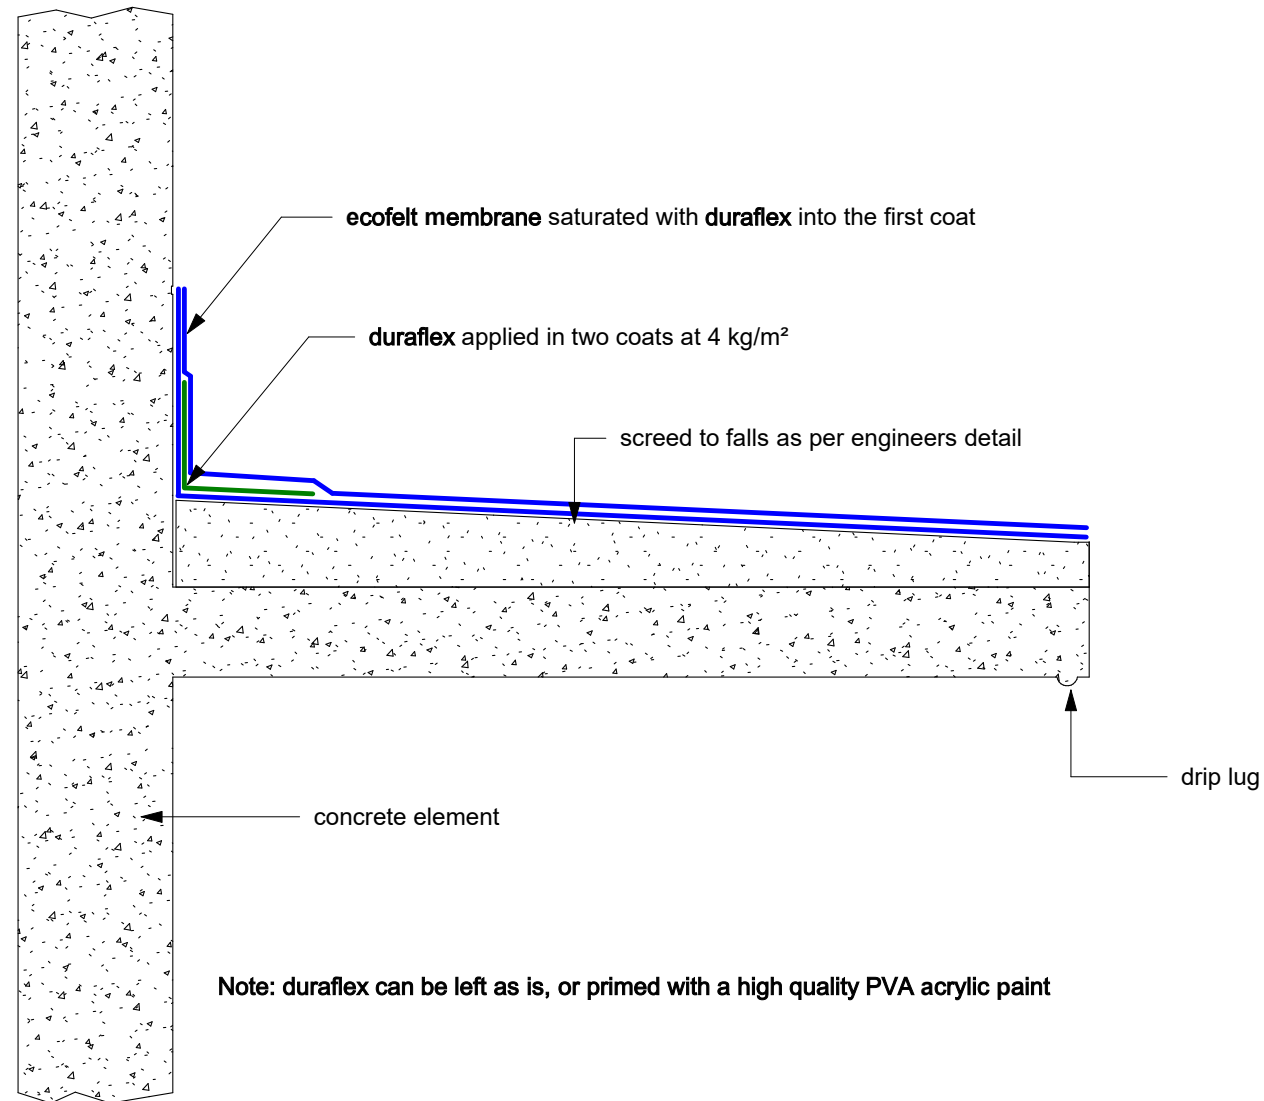 ecofelt membrane saturated with duraflex into the first coat
duraflex applied in two coats at 4 kg/m²
screed to falls as per engineers detail
drip lug
concrete element
Note: duraflex can be left as is, or primed with a high quality PVA acrylic paint